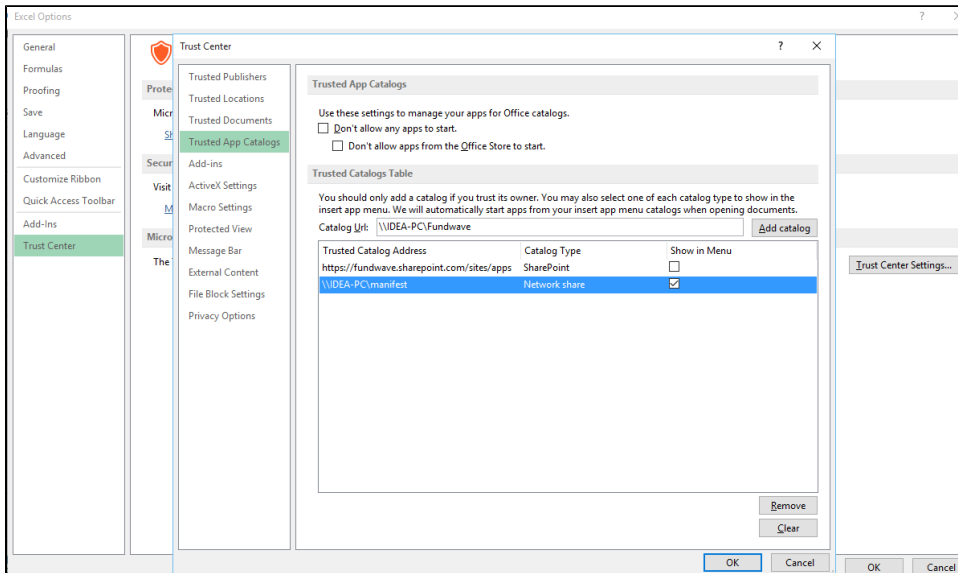 Excel Options
?
General
Formulas
Proofing
Save
Language
Advanced
Customize Ribbon
Quick Access Toolbar
Add-Ins
Trust Center
Secur
Visit
Micro
The
Trust Center Settings...
OK
Cancel
Trust Center
?
Trusted Publishers
Trusted Locations
Trusted Documents
Trusted App Catalogs
Add-ins
ActiveX Settings
Macro Settings
Protected View
Message Bar
External Content
File Block Settings
Privacy Options
Trusted App Catalogs
Use these settings to manage your apps for Office catalogs.
Don't allow any apps to start.
Don't allow apps from the Office Store to start.
Trusted Catalogs Table
You should only add a catalog if you trust its owner. You may also select one of each catalog type to show in the
insert app menu. We will automatically start apps from your insert app menu catalogs when opening documents.
Catalog Url: \\IDEA-PC\Fundwave Add catalog
Trusted Catalog Address Catalog Type Show in Menu
https://fundwave.sharepoint.com/sites/apps SharePoint
\\IDEA-PC\manifest Network share
Remove
Clear
OK Cancel